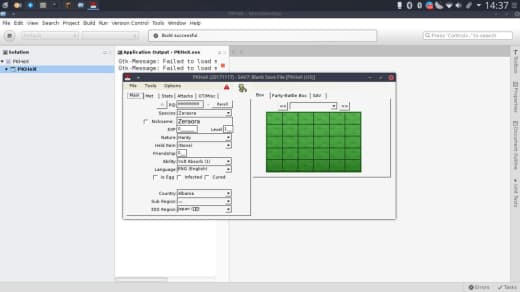 14:37
File Edit View Search Project Build Run Version Control Tools Window Help
Default
Build successful
Press 'Control+,' to search
Solution
PKHeX
PKHeX
Application Output - PKHeX.exe
Gtk-Message: Failed to load m
Gtk-Message: Failed to load m
PKHeX (20171117) - SAV7: Blank Save File [PKHeX (US)]
File Tools Options
Main Met Stats Attacks OT/Misc
PID: 00000000 Reroll
Species: Zeraora
Nickname: Zeraora
EXP: 0 Level: 1
Nature: Hardy
Held Item: (None)
Friendship: 0
Ability: Volt Absorb (1)
Language: ENG (English)
Is Egg Infected Cured
Country: Albania
Sub Region: —
3DS Region: Japan
Box Party-Battle Box SAV
<< >>
Toolbox
Properties
Document Outline
Unit Tests
Errors Tasks